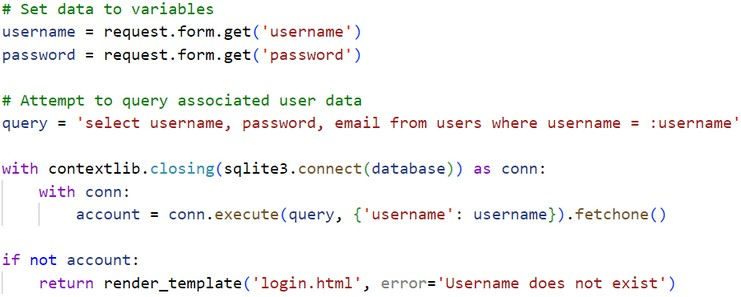 # Set data to variables
username = request.form.get('username')
password = request.form.get('password')
# Attempt to query associated user data
query = 'select username, password, email from users where username = :username'
with contextlib.closing(sqlite3.connect(database)) as conn:
    with conn:
        account = conn.execute(query, {'username': username}).fetchone()
if not account:
    return render_template('login.html', error='Username does not exist')